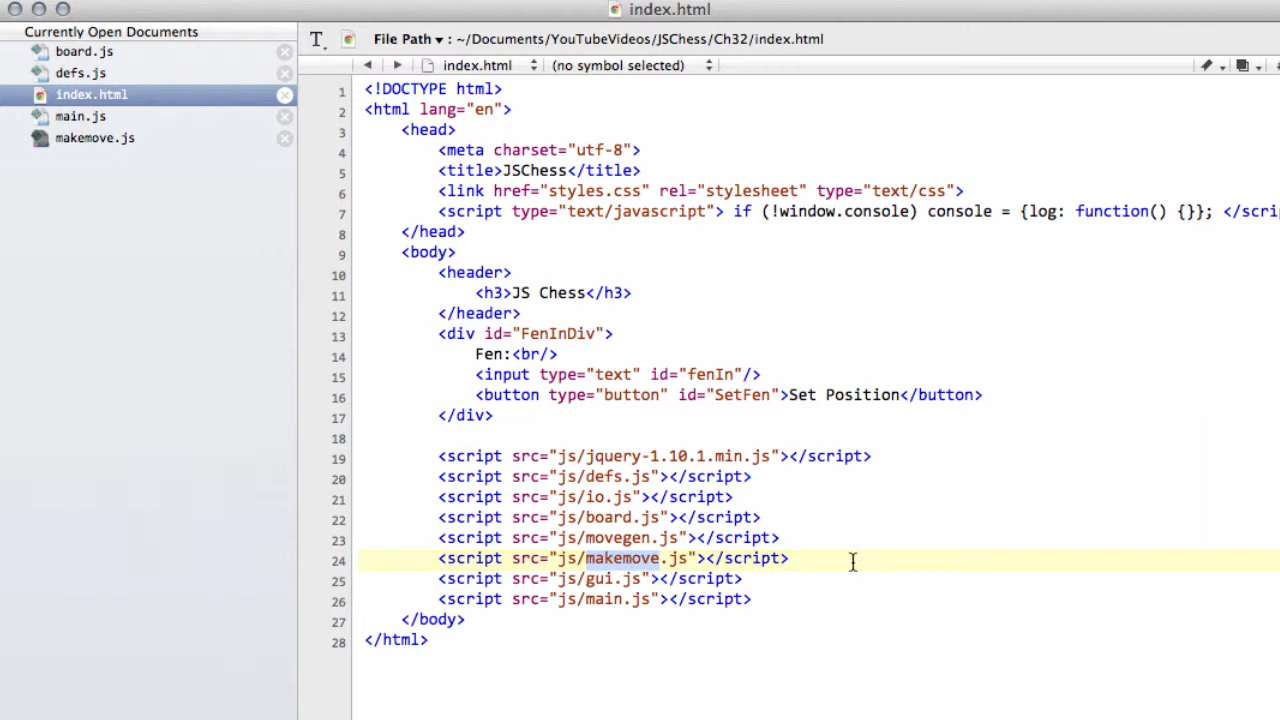 index.html
Currently Open Documents
board.js
defs.js
index.html
main.js
makemove.js
File Path ▾ : ~/Documents/YouTubeVideos/JSChess/Ch32/index.html
index.html (no symbol selected)
1 <!DOCTYPE html>
2 <html lang="en">
3 <head>
4 <meta charset="utf-8">
5 <title>JSChess</title>
6 <link href="styles.css" rel="stylesheet" type="text/css">
7 <script type="text/javascript"> if (!window.console) console = {log: function() {}}; </scri
8 </head>
9 <body>
10 <header>
11 <h3>JS Chess</h3>
12 </header>
13 <div id="FenInDiv">
14 Fen:<br/>
15 <input type="text" id="fenIn"/>
16 <button type="button" id="SetFen">Set Position</button>
17 </div>
18
19 <script src="js/jquery-1.10.1.min.js"></script>
20 <script src="js/defs.js"></script>
21 <script src="js/io.js"></script>
22 <script src="js/board.js"></script>
23 <script src="js/movegen.js"></script>
24 <script src="js/makemove.js"></script>
25 <script src="js/gui.js"></script>
26 <script src="js/main.js"></script>
27 </body>
28 </html>